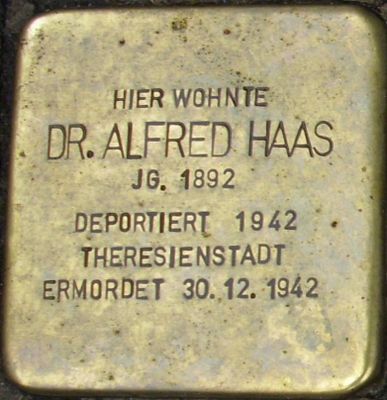 HIER WOHNTE
DR. ALFRED HAAS
JG. 1892
DEPORTIERT 1942
THERESIENSTADT
ERMORDET 30.12.1942